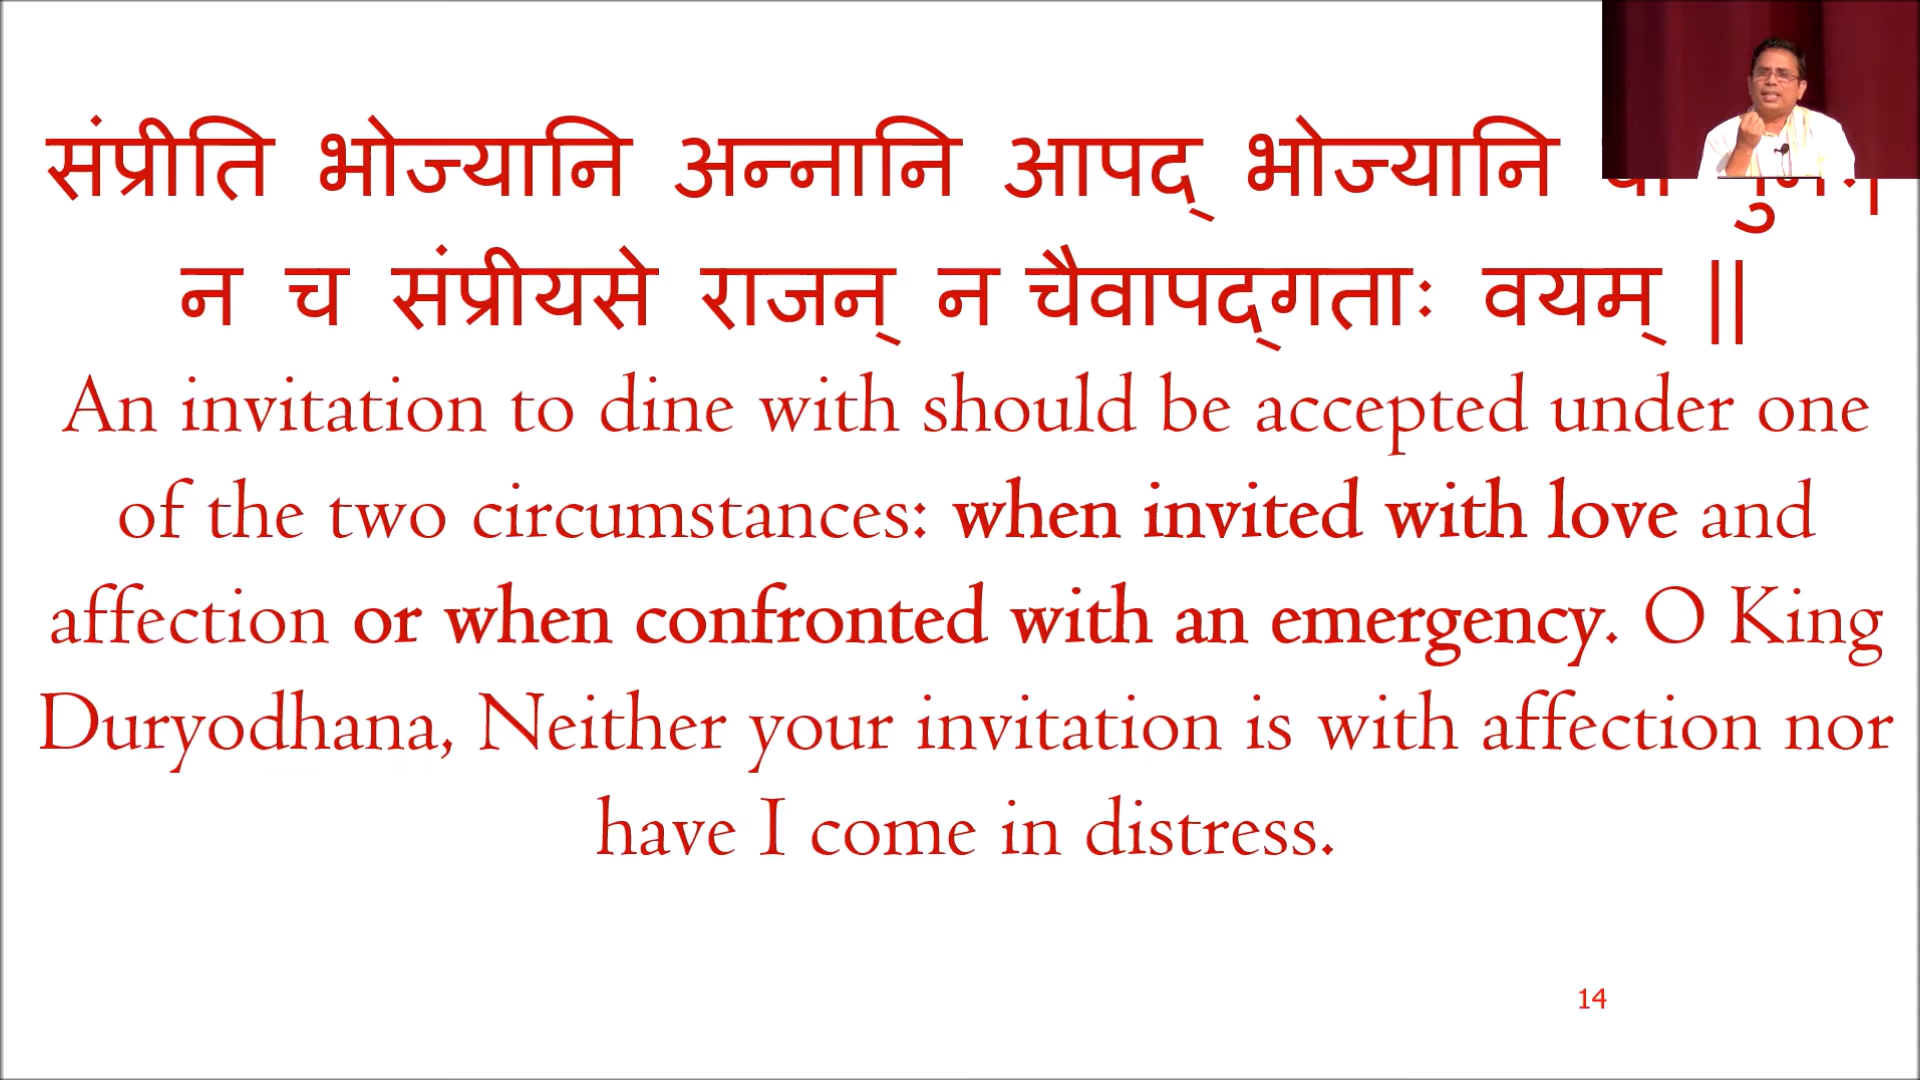 संप्रीति भोज्यानि अन्नानि आपद् भोज्यानि
न च संप्रीयसे राजन् न चैवापद्गताः वयम् ||
An invitation to dine with should be accepted under one
of the two circumstances: when invited with love and
affection or when confronted with an emergency. O King
Duryodhana, Neither your invitation is with affection nor
have I come in distress.
14